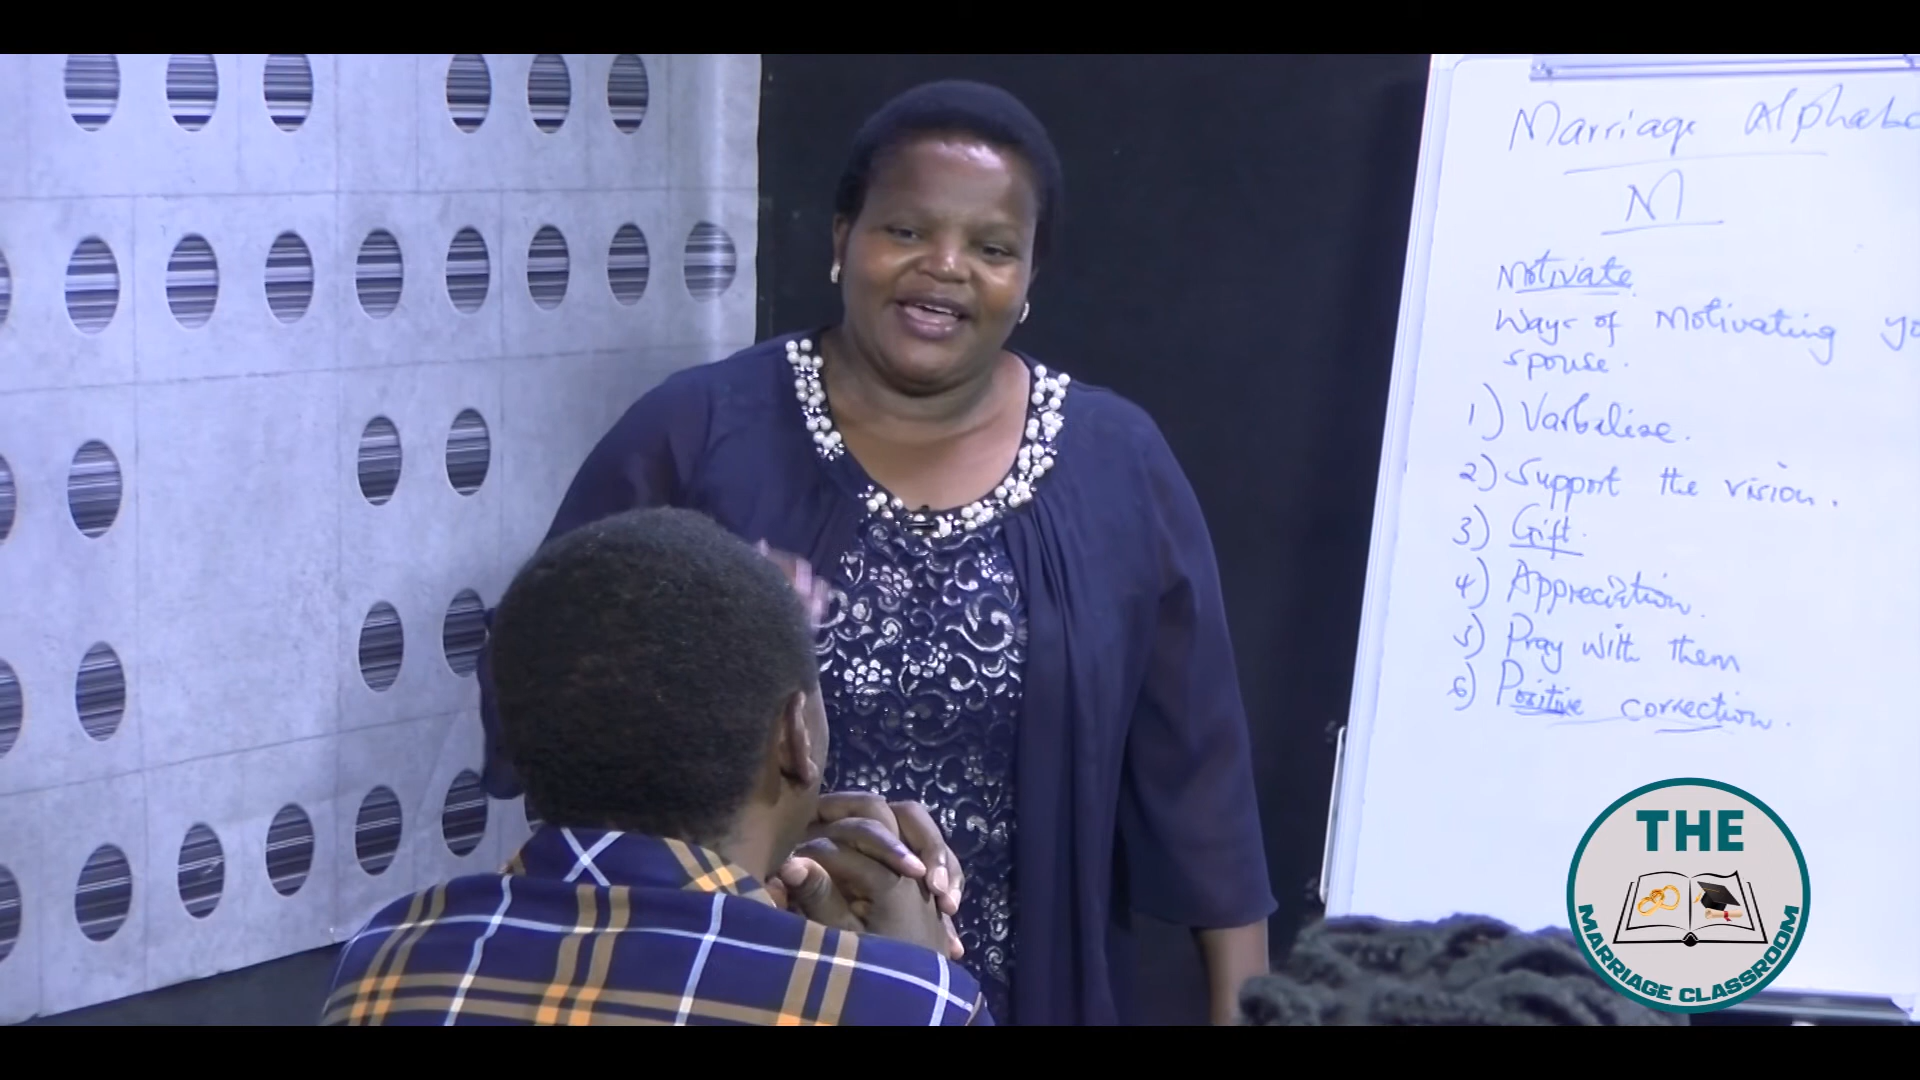 Marriage Alphabe
M
Motivate
Ways of Motivating yo
spouse.
1) Varbalise.
2) Support the vision.
3) Gift.
4) Appreciation.
5) Pray with them
6) Positive correction.
THE
MARRIAGE CLASSROOM